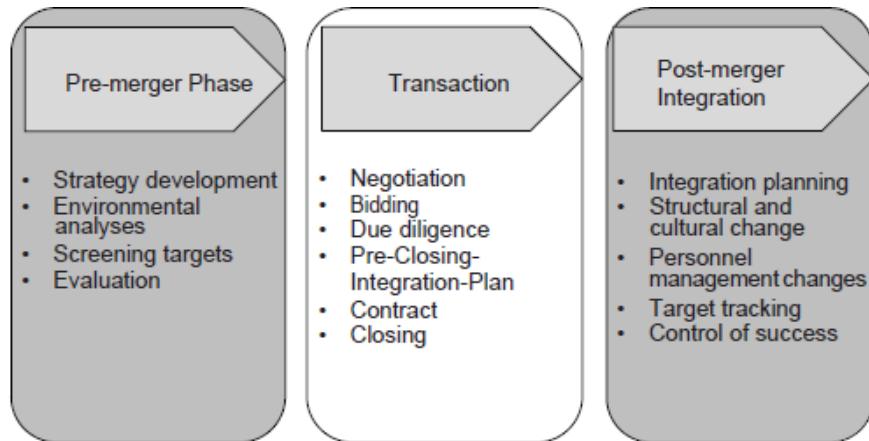 Pre-merger Phase
• Strategy development
• Environmental
analyses
• Screening targets
• Evaluation
Transaction
• Negotiation
• Bidding
• Due diligence
• Pre-Closing-
Integration-Plan
• Contract
• Closing
Post-merger
Integration
• Integration planning
• Structural and
cultural change
• Personnel
management changes
• Target tracking
• Control of success